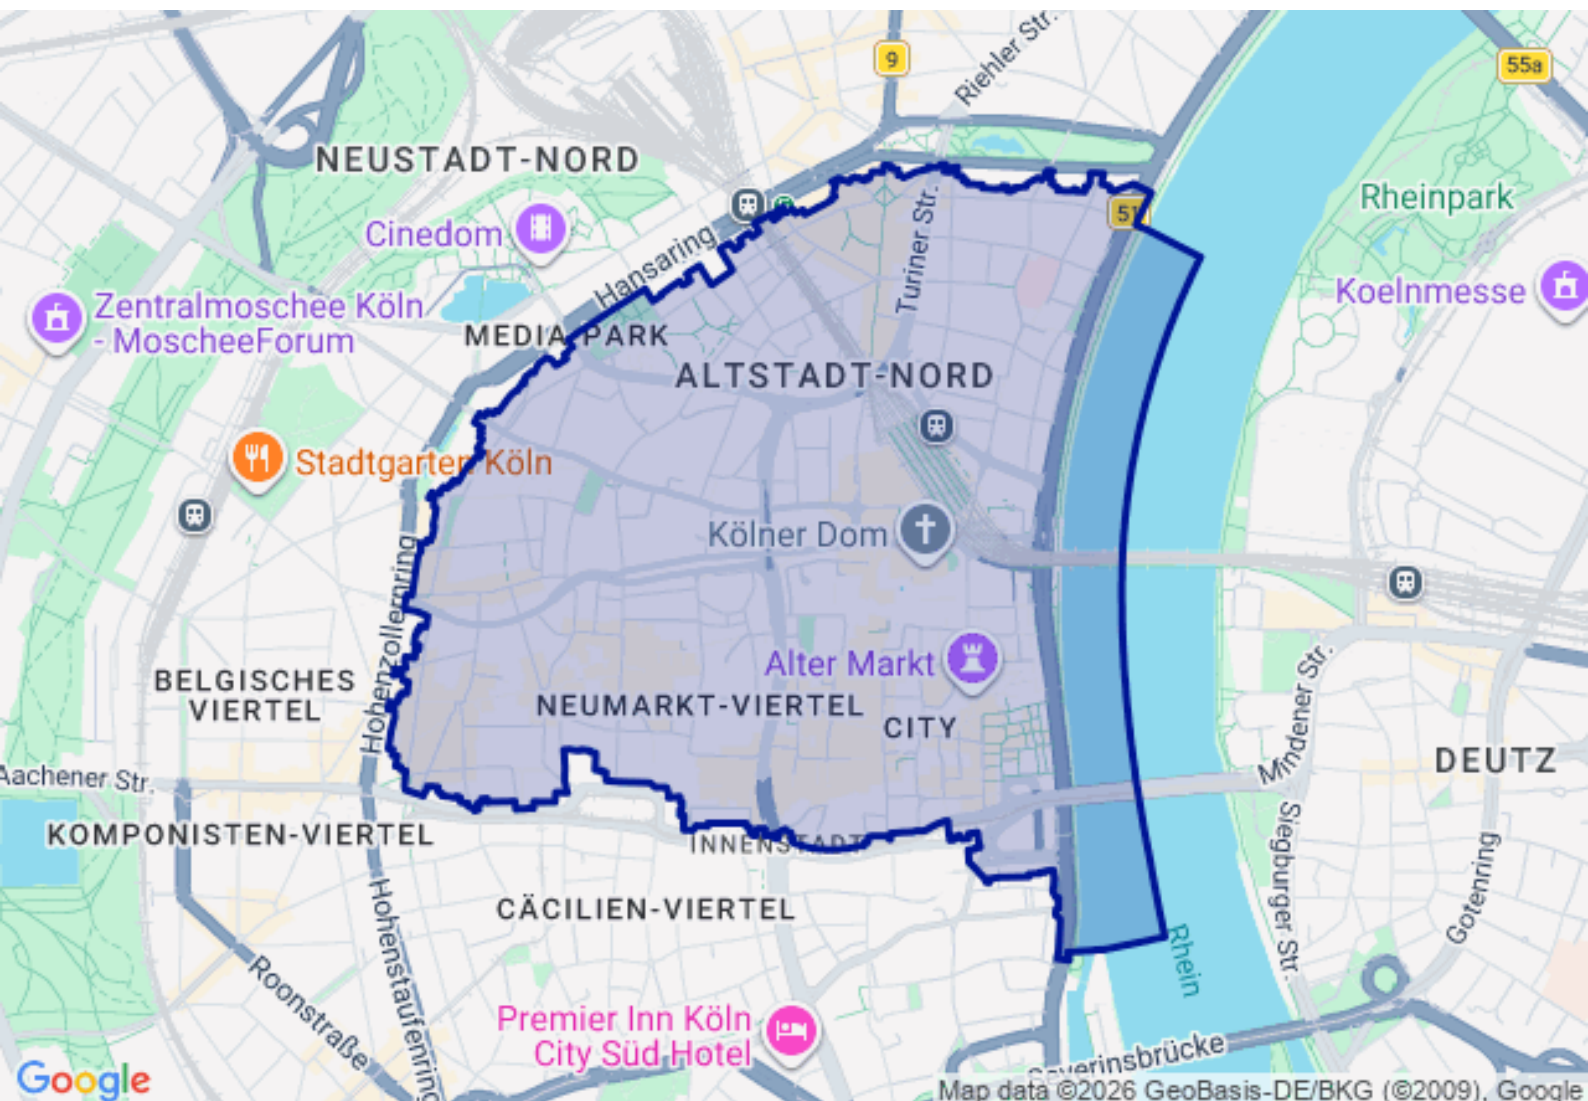 9
Riehler Str.
55a
NEUSTADT-NORD
Rheinpark
Cinedom
51
Hansaring
Turiner Str.
Zentralmoschee Köln
- MoscheeForum
Koelnmesse
MEDIA PARK
ALTSTADT-NORD
Stadtgarten Köln
Kölner Dom
Hohenzollernring
Alter Markt
BELGISCHES
VIERTEL
NEUMARKT-VIERTEL
CITY
Mindener Str.
DEUTZ
Aachener Str.
KOMPONISTEN-VIERTEL
INNENSTADT
Siegburger Str.
Gotenring
CÄCILIEN-VIERTEL
Hohenstaufenring
Rhein
Roonstraße
Premier Inn Köln
City Süd Hotel
Severinsbrücke
Google
Map data ©2026 GeoBasis-DE/BKG (©2009), Google